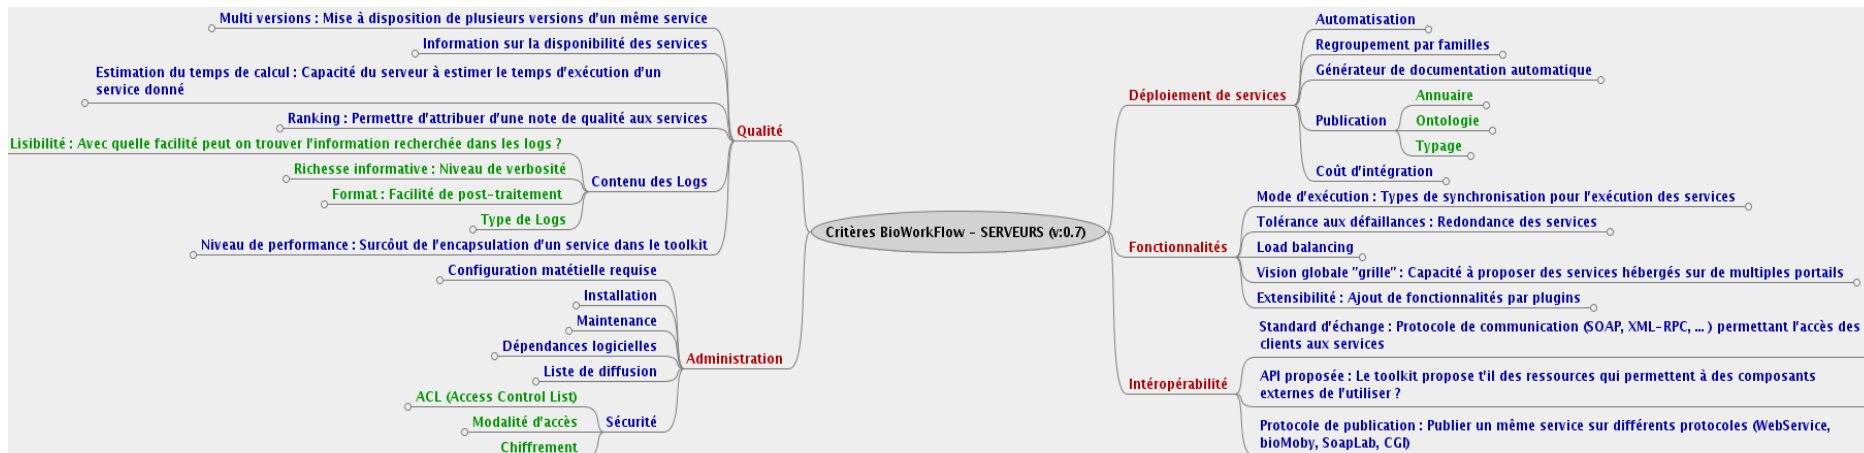 Multi versions : Mise à disposition de plusieurs versions d'un même service
Information sur la disponibilité des services
Estimation du temps de calcul : Capacité du serveur à estimer le temps d'exécution d'un
service donné
Ranking : Permettre d'attribuer d'une note de qualité aux services
Qualité
Lisibilité : Avec quelle facilité peut on trouver l'information recherchée dans les logs ?
Richesse informative : Niveau de verbosité
Contenu des Logs
Format : Facilité de post-traitement
Type de Logs
Niveau de performance : Surcôut de l'encapsulation d'un service dans le toolkit
Configuration matétielle requise
Installation
Maintenance
Dépendances logicielles
Administration
Liste de diffusion
ACL (Access Control List)
Modalité d'accès
Sécurité
Chiffrement
Critères BioWorkFlow - SERVEURS (v:0.7)
Automatisation
Regroupement par familles
Générateur de documentation automatique
Déploiement de services
Annuaire
Publication
Ontologie
Typage
Coût d'intégration
Mode d'exécution : Types de synchronisation pour l'exécution des services
Tolérance aux défaillances : Redondance des services
Fonctionnalités
Load balancing
Vision globale "grille" : Capacité à proposer des services hébergés sur de multiples portails
Extensibilité : Ajout de fonctionnalités par plugins
Standard d'échange : Protocole de communication (SOAP, XML-RPC, ... ) permettant l'accès des
clients aux services
Intéropérabilité
API proposée : Le toolkit propose t'il des ressources qui permettent à des composants
externes de l'utiliser ?
Protocole de publication : Publier un même service sur différents protocoles (WebService,
bioMoby, SoapLab, CGI)